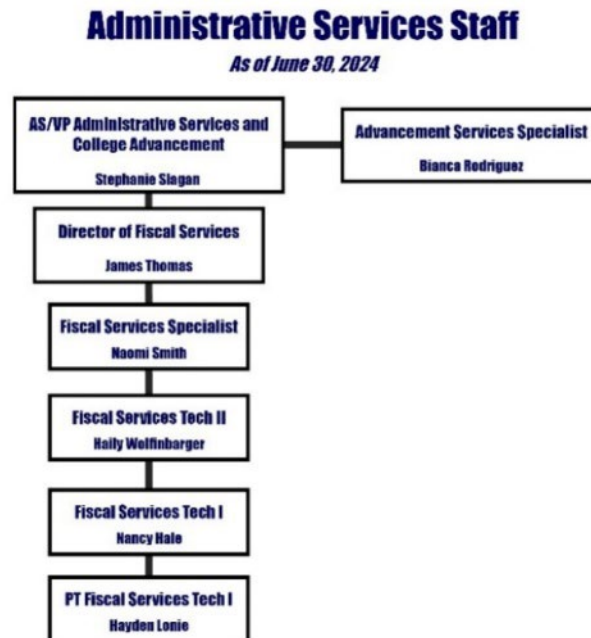 Administrative Services Staff
As of June 30, 2024
AS/VP Administrative Services and
College Advancement
Stephanie Slagan
Advancement Services Specialist
Bianca Rodriguez
Director of Fiscal Services
James Thomas
Fiscal Services Specialist
Naomi Smith
Fiscal Services Tech II
Haily Wolfinbarger
Fiscal Services Tech I
Nancy Hale
PT Fiscal Services Tech I
Hayden Lonie